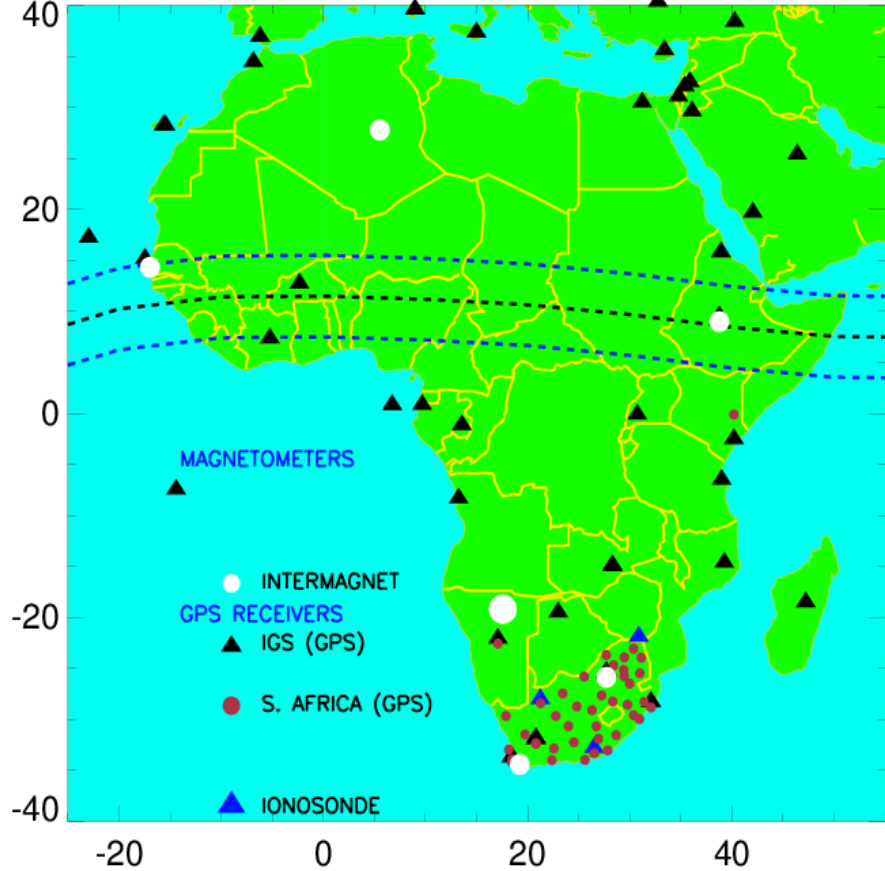 40
20
0
MAGNETOMETERS
INTERMAGNET
-20
GPS RECEIVERS
IGS (GPS)
S. AFRICA (GPS)
IONOSONDE
-40
-20 0 20 40